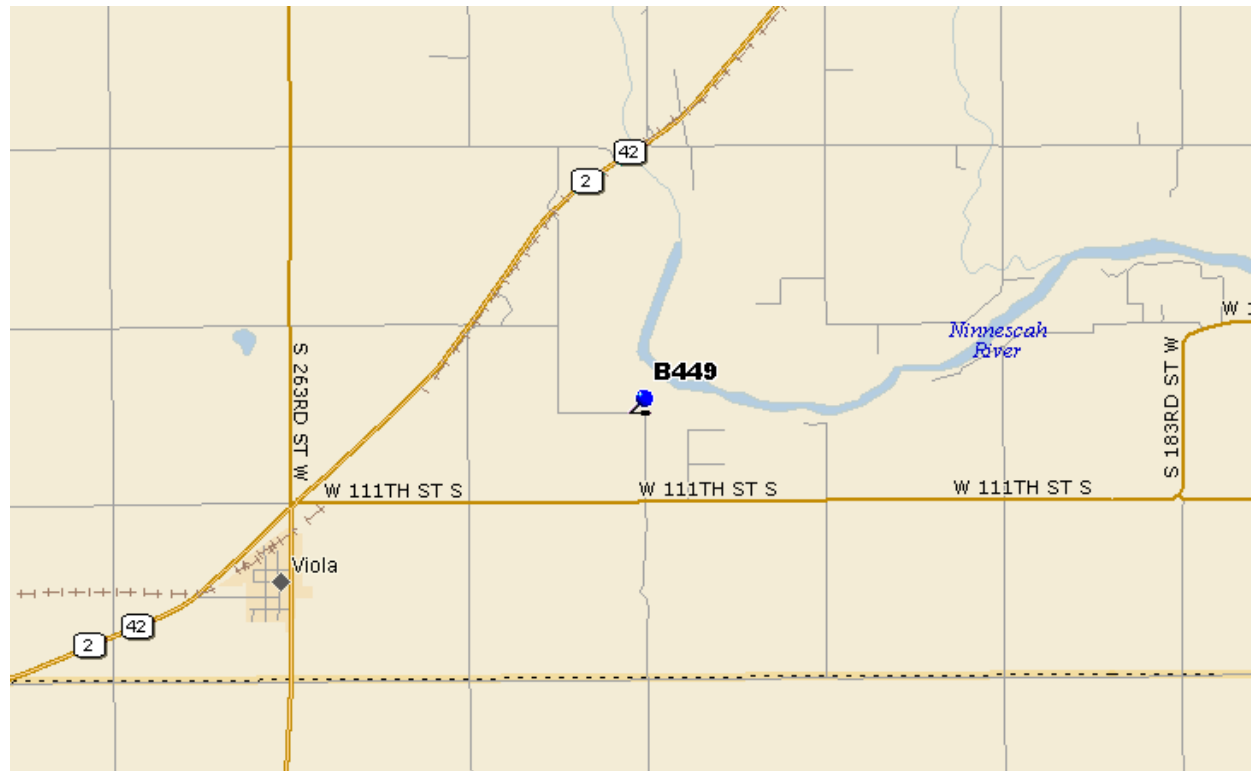 42
2
Ninnescah
River
W 1
B449
S 263RD ST W
S 183RD ST W
W 111TH ST S
W 111TH ST S
W 111TH ST S
Viola
42
2